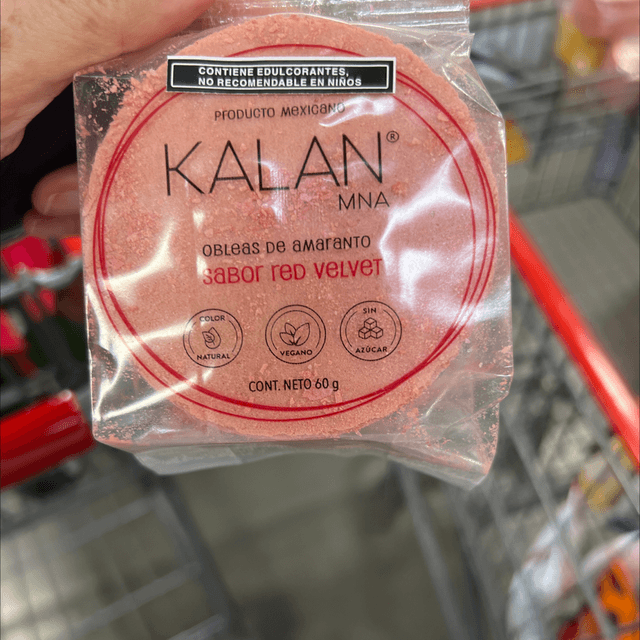 CONTIENE EDULCORANTES,
NO RECOMENDABLE EN NIÑOS
PRODUCTO MEXICANO
KALAN®
MNA
OBLEAS DE AMARANTO
SABOR RED VELVET
COLOR
NATURAL
VEGANO
SIN
AZÚCAR
CONT. NETO 60 g